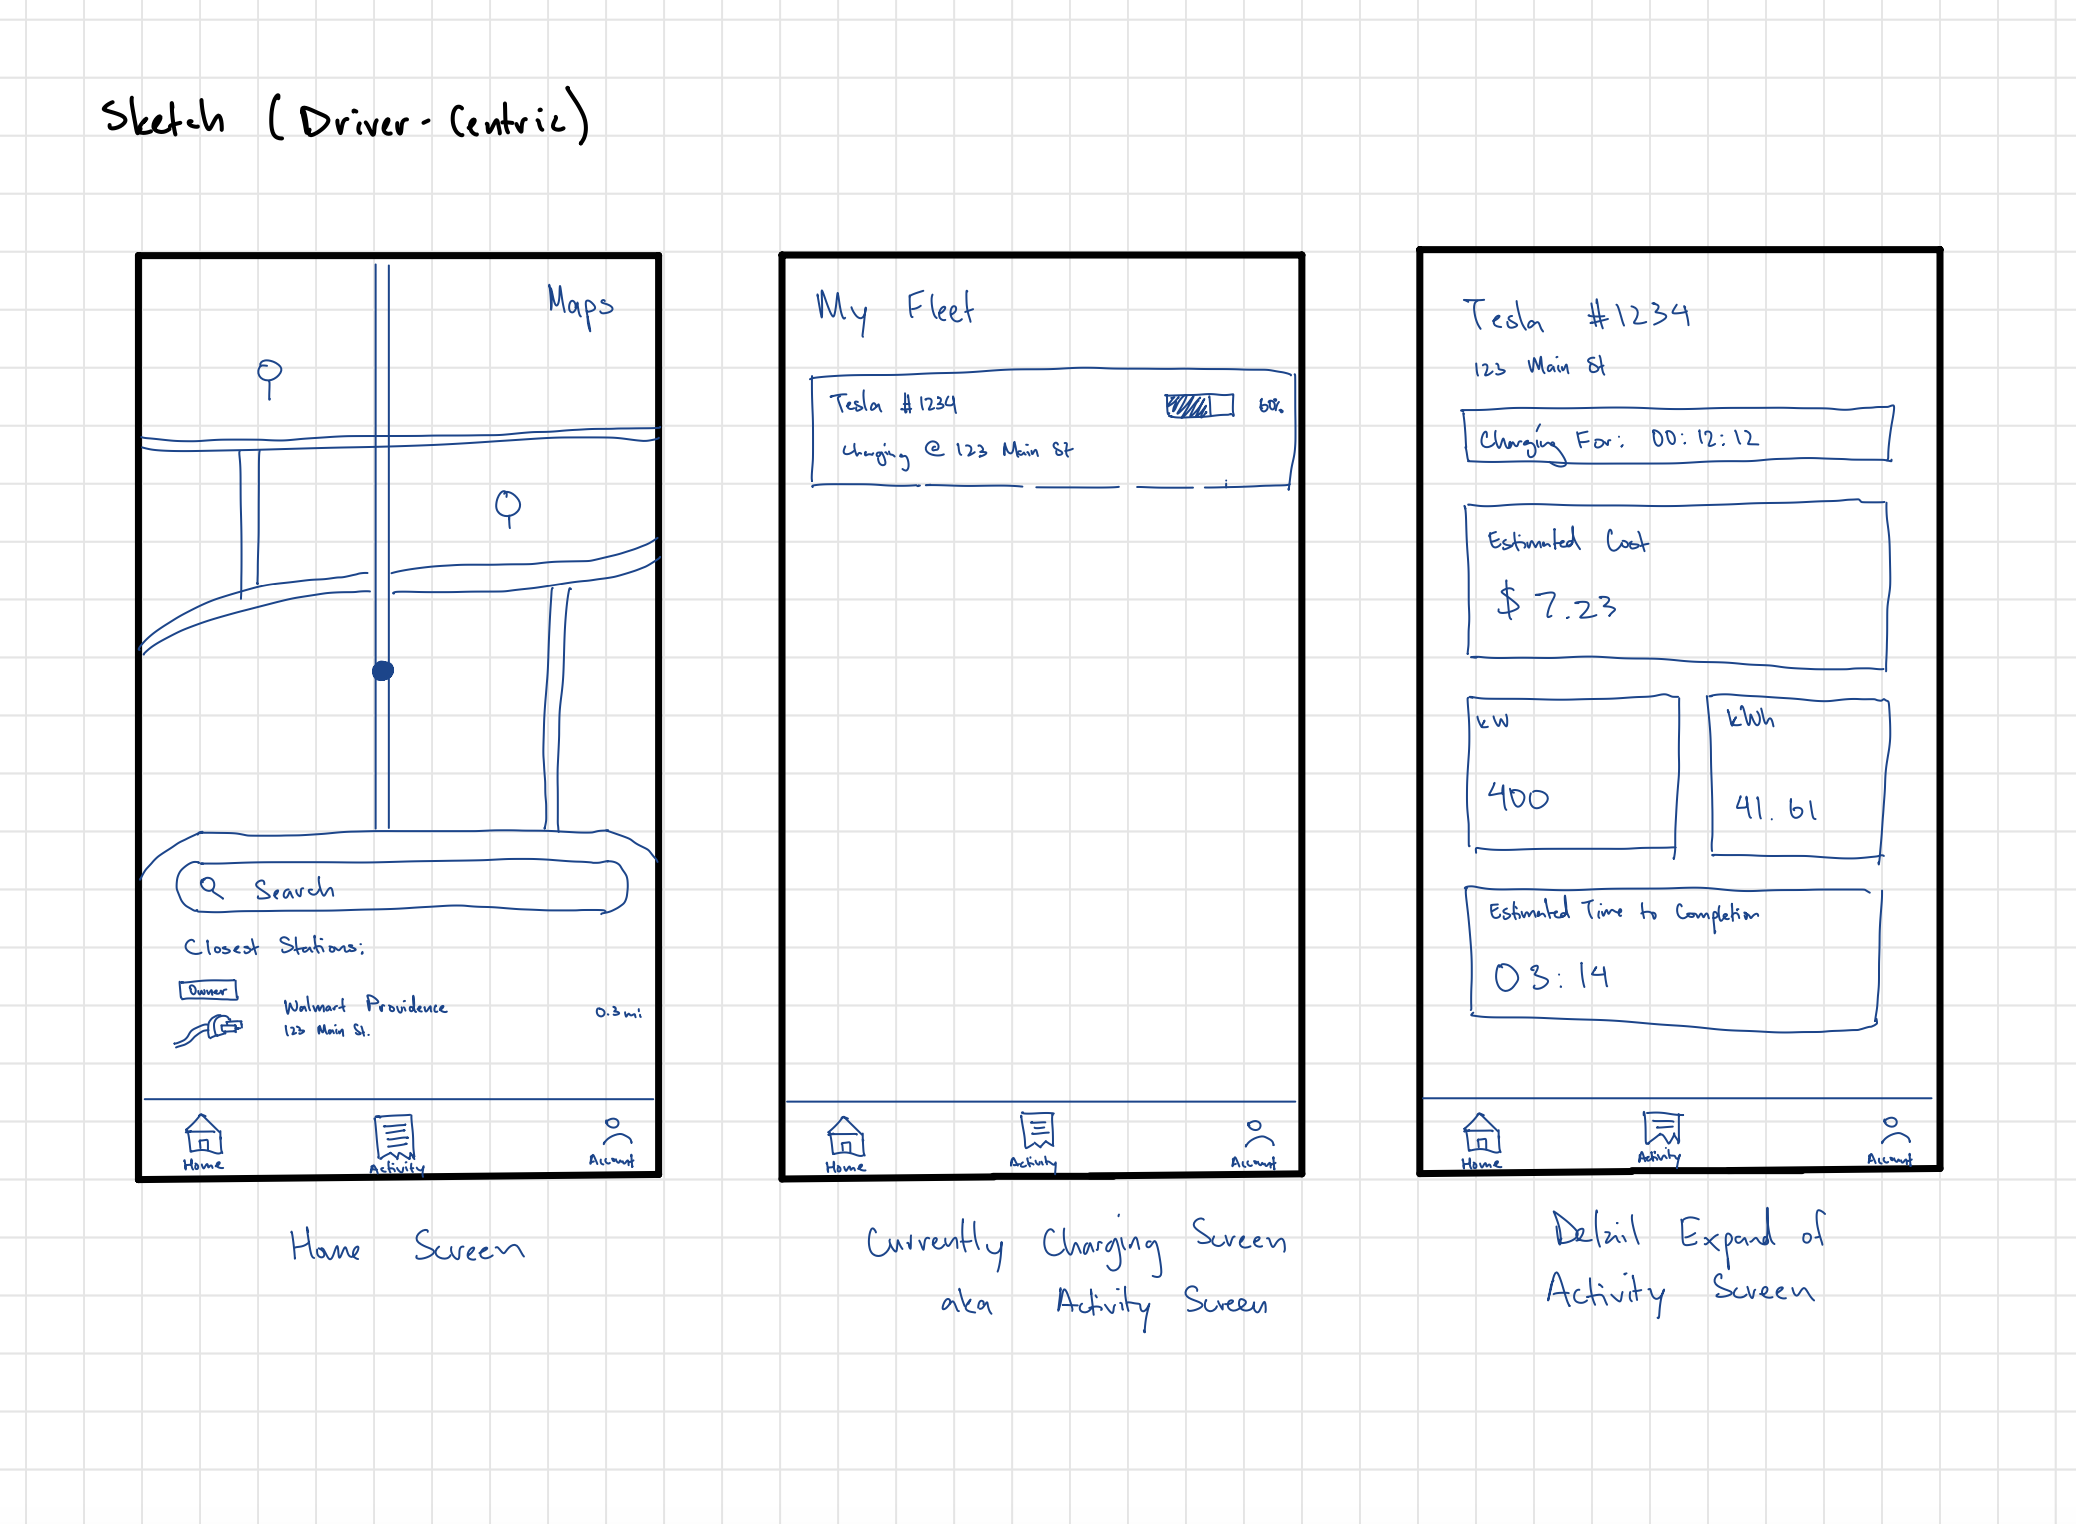 Sketch (Driver-Centric)
Maps
Search
Closest Stations:
Owner
Walmart Providence
123 Main St.
0.3 mi
Home
Activity
Account
Home Screen
My Fleet
Tesla #1234
60%
Charging @ 123 Main St
Home
Activity
Account
Currently Charging Screen
aka Activity Screen
Tesla #1234
123 Main St
Charging For: 00:12:12
Estimated Cost
$7.23
kW
400
kWh
41.61
Estimated Time to Completion
03:14
Home
Activity
Account
Detail Expand of
Activity Screen